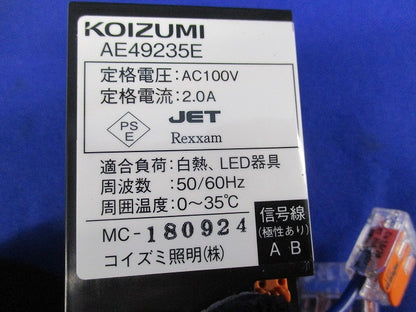 KOIZUMI
AE49235E
定格電圧:AC100V
定格電流:2.0A
PS
E
JET
Rexxam
適合負荷:白熱、LED器具
周波数:50/60Hz
周囲温度:0〜35℃
MC-180924
コイズミ照明㈱
信号線
(極性あり)
A B